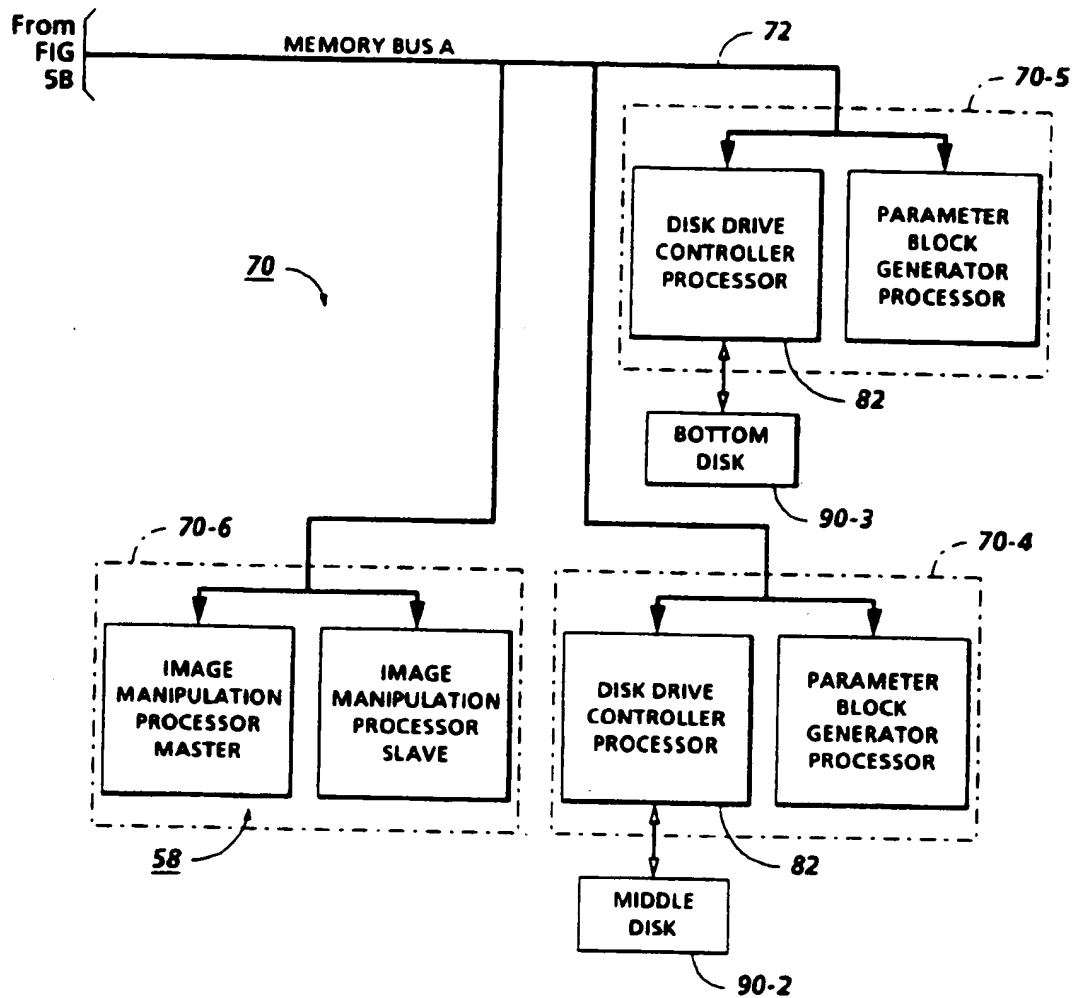 From
FIG
5B
MEMORY BUS A
72
70-5
DISK DRIVE
CONTROLLER
PROCESSOR
PARAMETER
BLOCK
GENERATOR
PROCESSOR
70
82
BOTTOM
DISK
90-3
70-6
70-4
IMAGE
MANIPULATION
PROCESSOR
MASTER
IMAGE
MANIPULATION
PROCESSOR
SLAVE
DISK DRIVE
CONTROLLER
PROCESSOR
PARAMETER
BLOCK
GENERATOR
PROCESSOR
58
82
MIDDLE
DISK
90-2